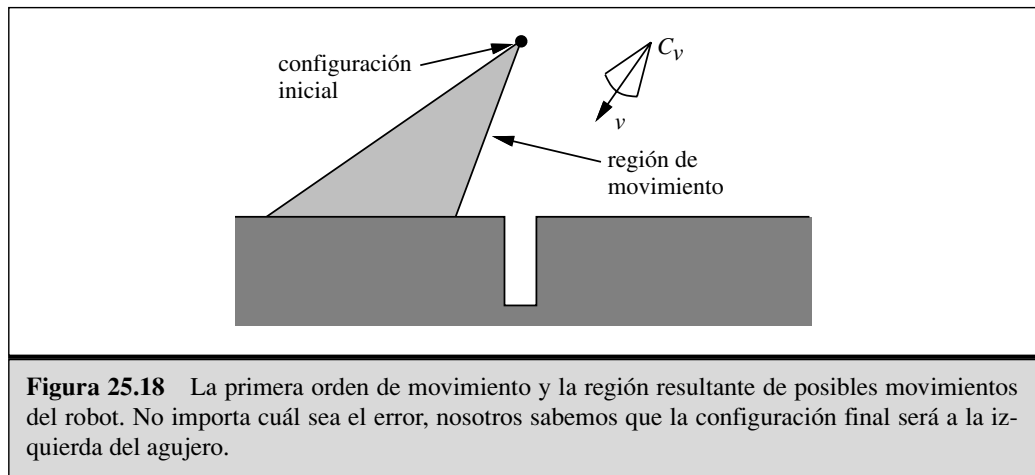 configuración
inicial
C_v
v
región de
movimiento
Figura 25.18 La primera orden de movimiento y la región resultante de posibles movimientos
del robot. No importa cuál sea el error, nosotros sabemos que la configuración final será a la iz-
quierda del agujero.